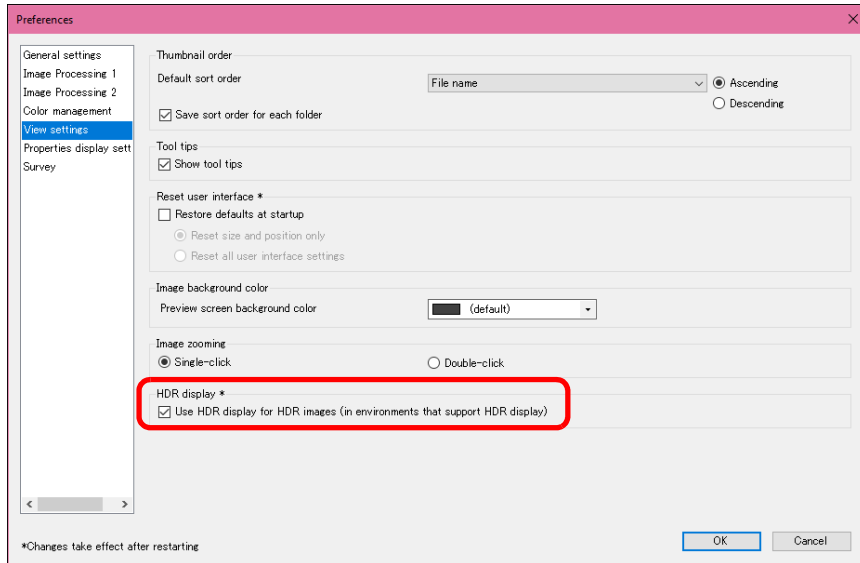 Preferences
General settings
Image Processing 1
Image Processing 2
Color management
View settings
Properties display sett
Survey
Thumbnail order
Default sort order
File name
Ascending
Descending
Save sort order for each folder
Tool tips
Show tool tips
Reset user interface *
Restore defaults at startup
Reset size and position only
Reset all user interface settings
Image background color
Preview screen background color
(default)
Image zooming
Single-click
Double-click
HDR display *
Use HDR display for HDR images (in environments that support HDR display)
*Changes take effect after restarting
OK
Cancel